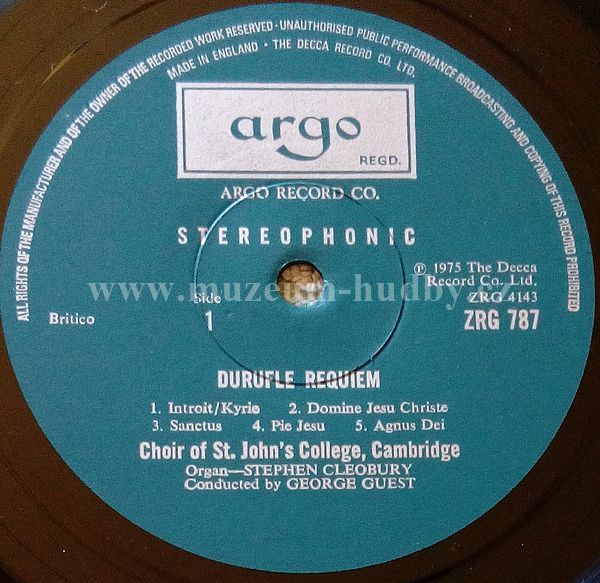 ALL RIGHTS OF THE MANUFACTURER AND OF THE OWNER OF THE RECORDED WORK RESERVED · UNAUTHORISED PUBLIC PERFORMANCE BROADCASTING AND COPYING OF THIS RECORD PROHIBITED
MADE IN ENGLAND · THE DECCA RECORD CO. LTD.
argo
REGD.
ARGO RECORD CO.
STEREOPHONIC
℗ 1975 The Decca
Record Co. Ltd.
ZRG 4143
Side
1
Britico
ZRG 787
DURUFLE REQUIEM
1. Introit/Kyrie 2. Domine Jesu Christe
3. Sanctus 4. Pie Jesu 5. Agnus Dei
Choir of St. John's College, Cambridge
Organ—STEPHEN CLEOBURY
Conducted by GEORGE GUEST
www.muzeum-hudby.cz